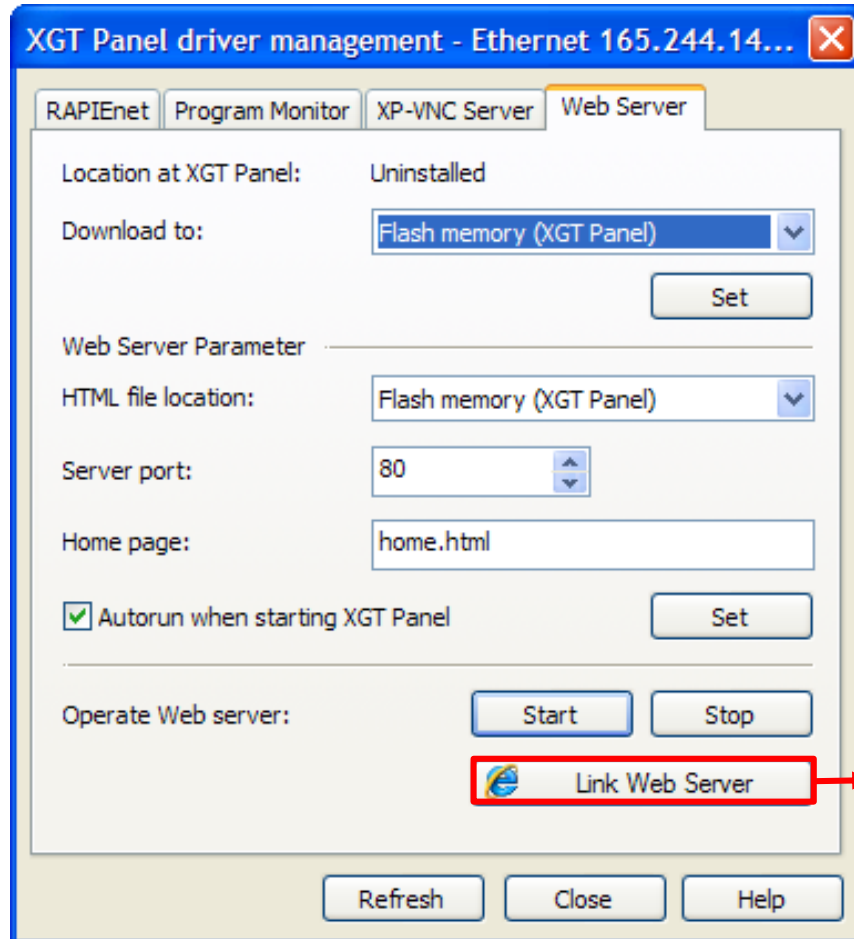 XGT Panel driver management - Ethernet 165.244.14...
RAPIEnet Program Monitor XP-VNC Server Web Server
Location at XGT Panel: Uninstalled
Download to: Flash memory (XGT Panel)
Set
Web Server Parameter
HTML file location: Flash memory (XGT Panel)
Server port: 80
Home page: home.html
Autorun when starting XGT Panel Set
Operate Web server: Start Stop
Link Web Server
Refresh Close Help